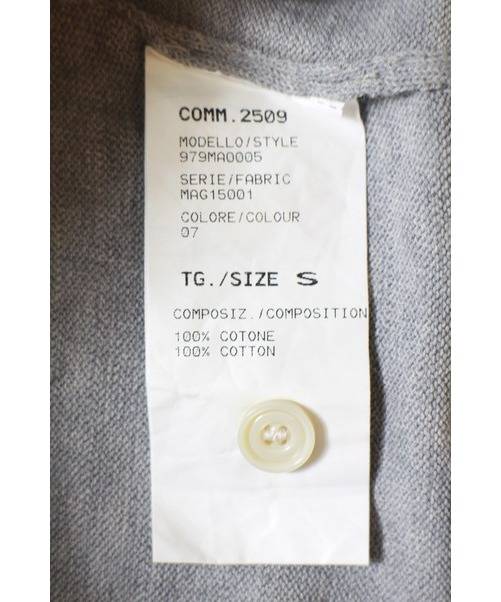 COMM.2509
MODELLO/STYLE
979MA0005
SERIE/FABRIC
MAG15001
COLORE/COLOUR
07
TG./SIZE S
COMPOSIZ./COMPOSITION
100% COTONE
100% COTTON